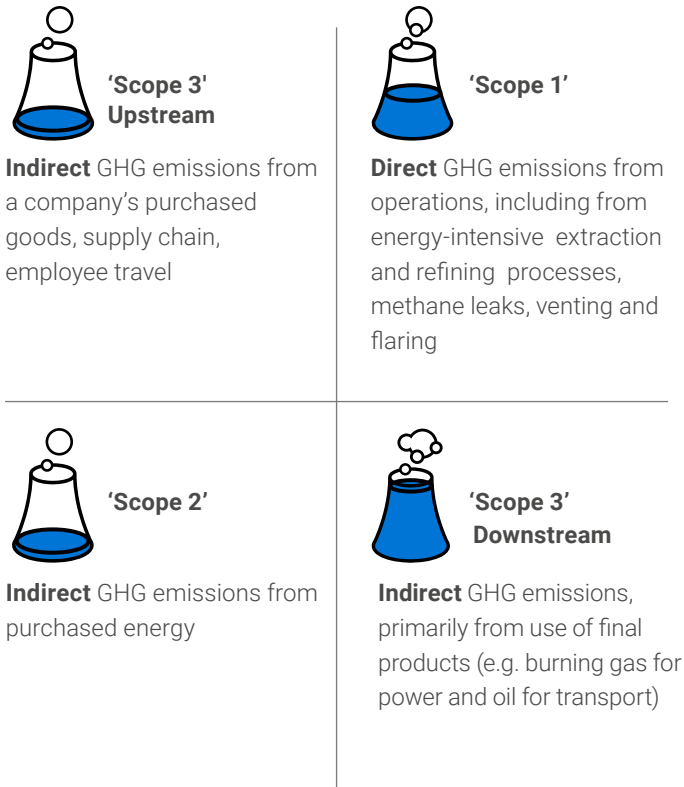 ‘Scope 3'
Upstream
Indirect GHG emissions from
a company’s purchased
goods, supply chain,
employee travel
‘Scope 1’
Direct GHG emissions from
operations, including from
energy-intensive extraction
and refining processes,
methane leaks, venting and
flaring
‘Scope 2’
Indirect GHG emissions from
purchased energy
‘Scope 3’
Downstream
Indirect GHG emissions,
primarily from use of final
products (e.g. burning gas for
power and oil for transport)